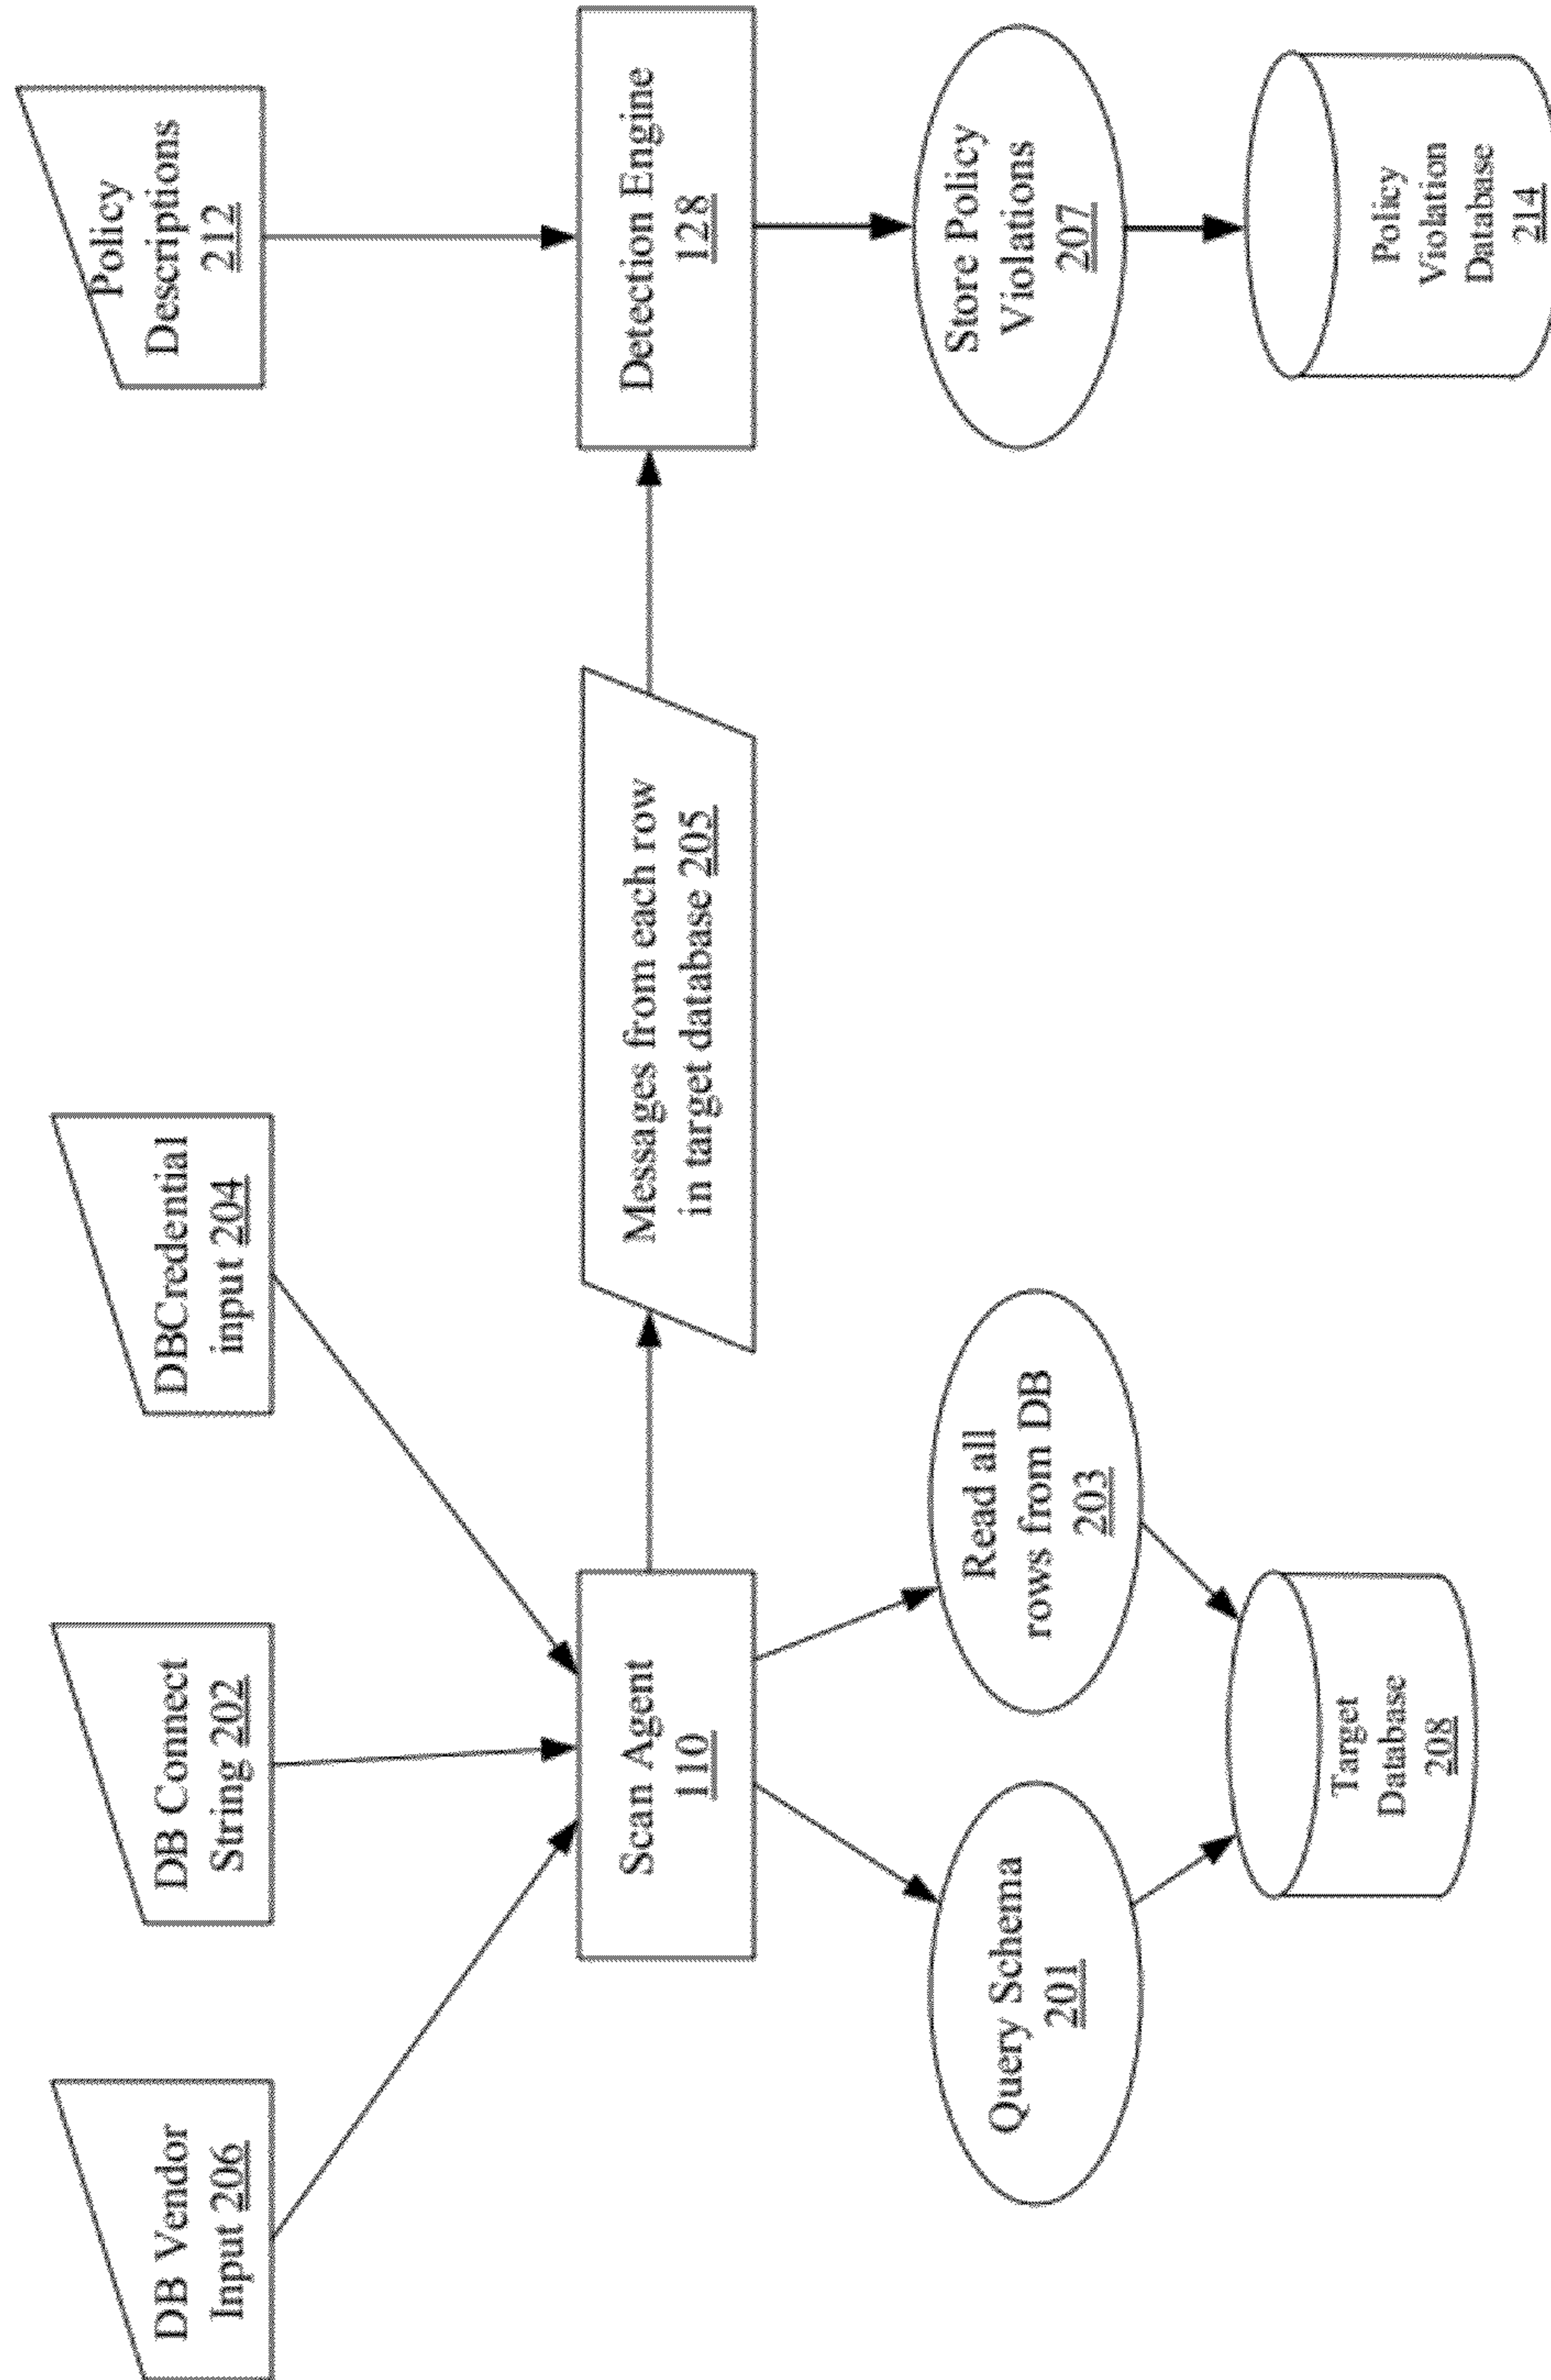 DB Vendor
Input 206
DB Connect
String 202
DBCredential
input 204
Policy
Descriptions
212
Scan Agent
110
Messages from each row
in target database 205
Detection Engine
128
Query Schema
201
Read all
rows from DB
203
Store Policy
Violations
207
Target
Database
208
Policy
Violation
Database
214